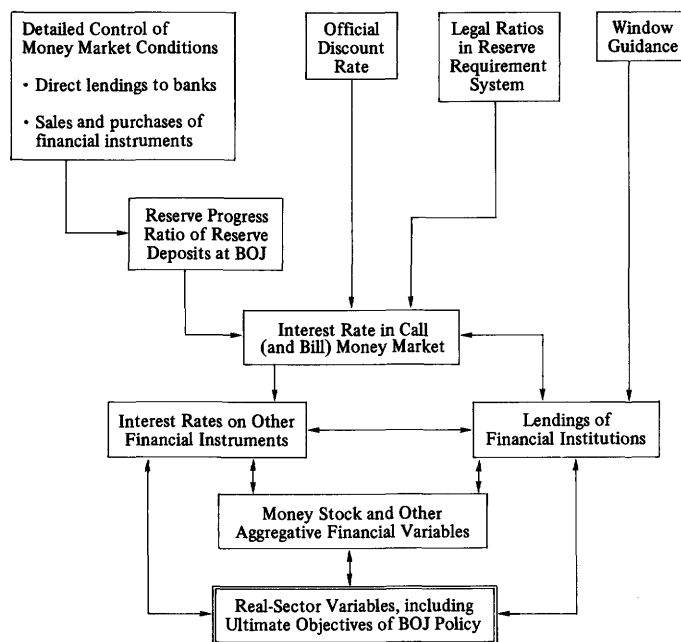 Detailed Control of
Money Market Conditions
· Direct lendings to banks
· Sales and purchases of
financial instruments
Official
Discount
Rate
Legal Ratios
in Reserve
Requirement
System
Window
Guidance
Reserve Progress
Ratio of Reserve
Deposits at BOJ
Interest Rate in Call
(and Bill) Money Market
Interest Rates on Other
Financial Instruments
Lendings of
Financial Institutions
Money Stock and Other
Aggregative Financial Variables
Real-Sector Variables, including
Ultimate Objectives of BOJ Policy